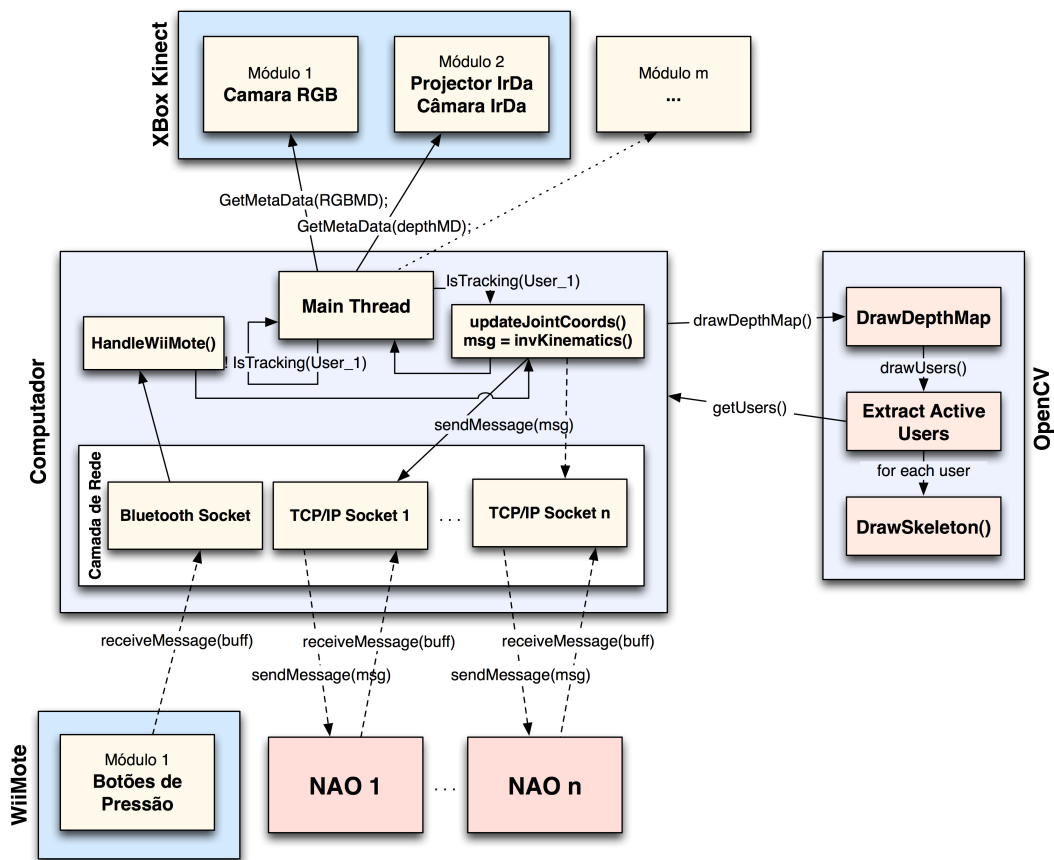 XBox Kinect
Módulo 1
Camara RGB
Módulo 2
Projector IrDa
Câmara IrDa
Módulo m
...
GetMetaData(RGBMD);
GetMetaData(depthMD);
Computador
Main Thread
IsTracking(User_1)
updateJointCoords()
msg = invKinematics()
HandleWiiMote()
! IsTracking(User_1)
sendMessage(msg)
Camada de Rede
Bluetooth Socket
TCP/IP Socket 1
. . .
TCP/IP Socket n
drawDepthMap()
getUsers()
OpenCV
DrawDepthMap
drawUsers()
Extract Active
Users
for each user
DrawSkeleton()
receiveMessage(buff)
receiveMessage(buff)
receiveMessage(buff)
sendMessage(msg)
sendMessage(msg)
WiiMote
Módulo 1
Botões de
Pressão
NAO 1
. . .
NAO n